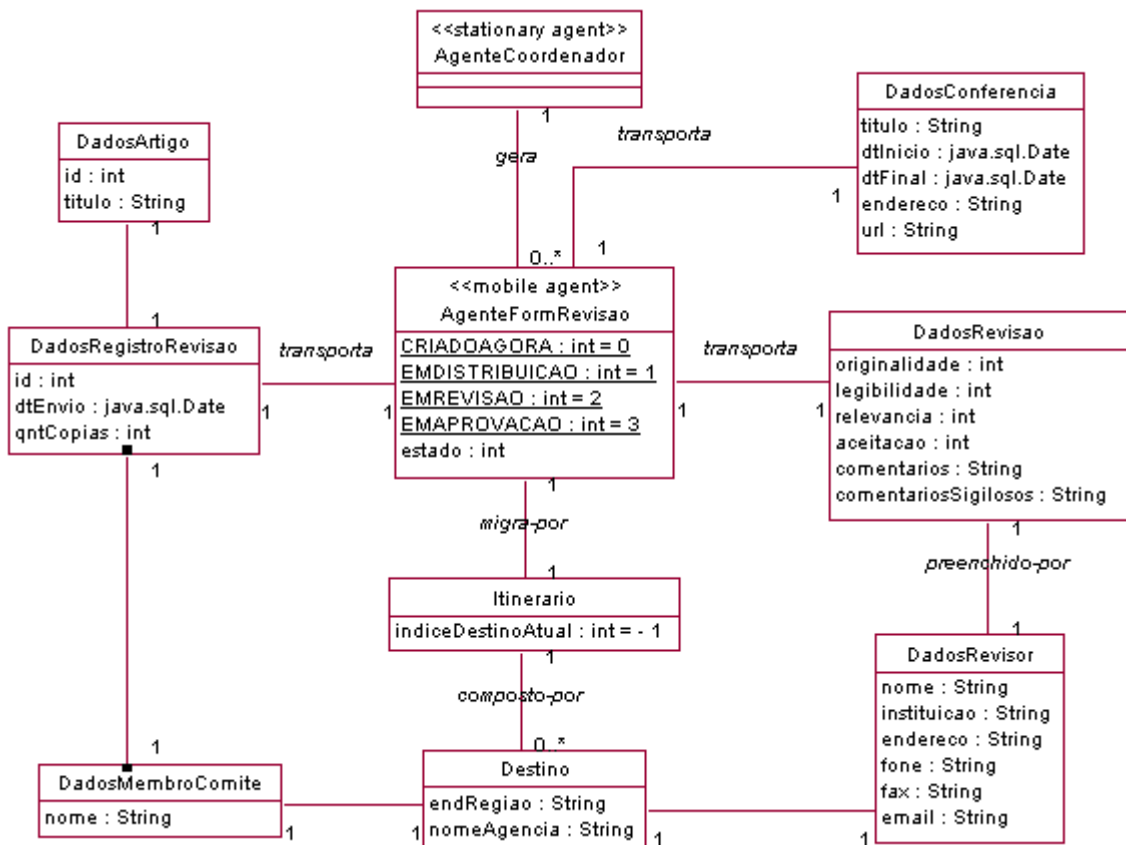 <<stationary agent>>
AgenteCoordenador
1
gera
0..*
transporta
1
1
DadosConferencia
titulo : String
dtInicio : java.sql.Date
dtFinal : java.sql.Date
endereco : String
url : String
DadosArtigo
id : int
titulo : String
1
1
DadosRegistroRevisao
id : int
dtEnvio : java.sql.Date
qntCopias : int
transporta
1
1
<<mobile agent>>
AgenteFormRevisao
CRIADOAGORA : int = 0
EMDISTRIBUICAO : int = 1
EMREVISAO : int = 2
EMAPROVACAO : int = 3
estado : int
transporta
1
1
DadosRevisao
originalidade : int
legibilidade : int
relevancia : int
aceitacao : int
comentarios : String
comentariosSigilosos : String
1
1
1
migra-por
1
Itinerario
indiceDestinoAtual : int = - 1
1
composto-por
0..*
1
preenchido-por
1
DadosRevisor
nome : String
instituicao : String
endereco : String
fone : String
fax : String
email : String
DadosMembroComite
nome : String
1
1
Destino
endRegiao : String
nomeAgencia : String
1
1